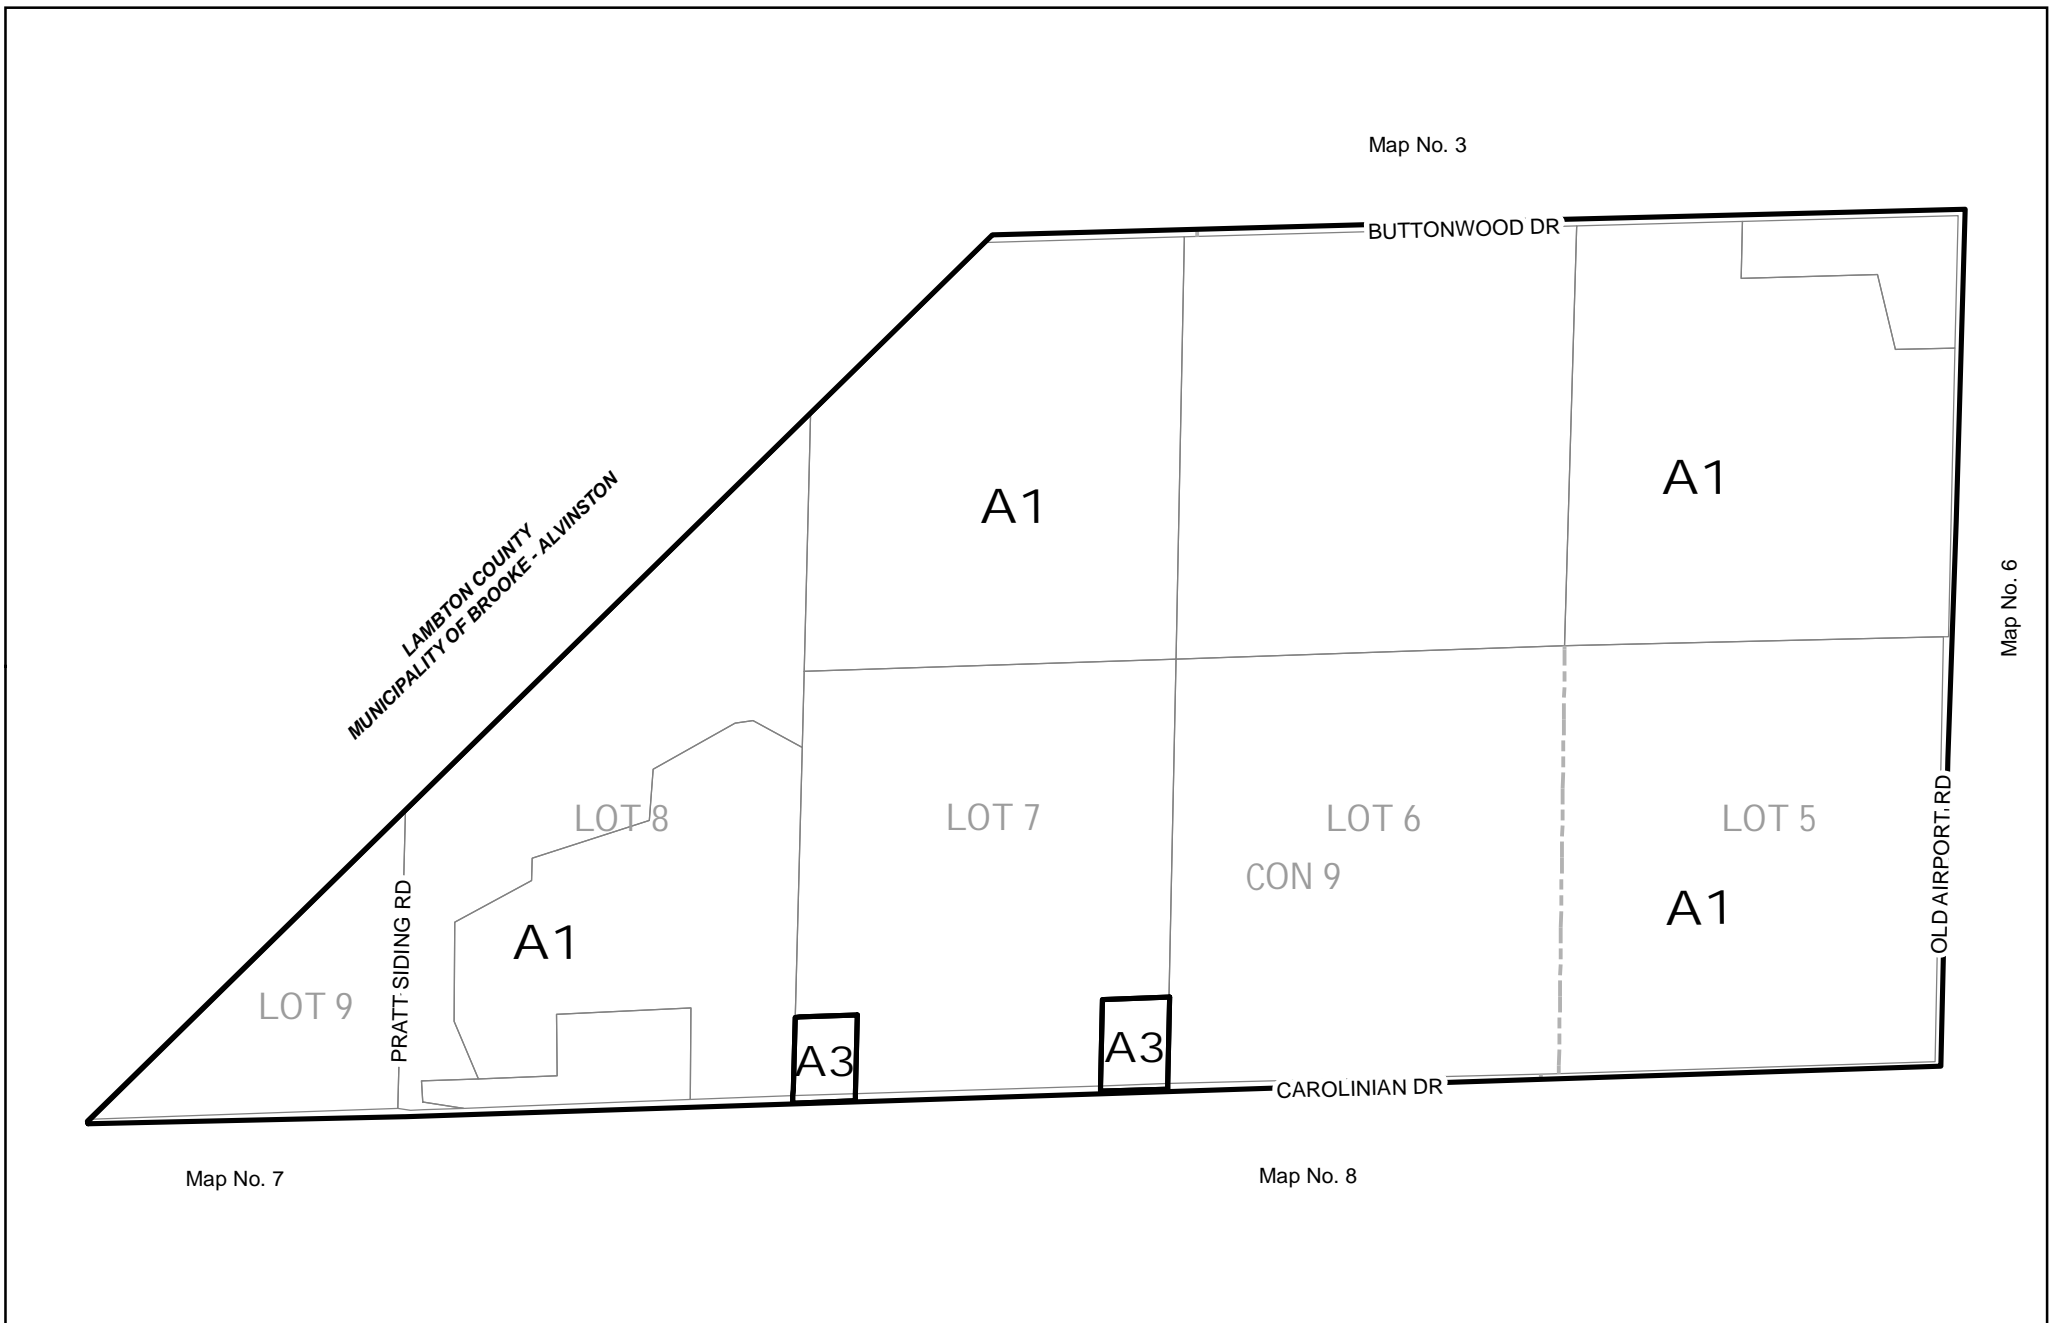 Map No. 3
BUTTONWOOD DR
A1
A1
LAMBTON COUNTY
MUNICIPALITY OF BROOKE - ALVINSTON
Map No. 6
LOT 8
LOT 7
LOT 6
LOT 5
CON 9
OLD AIRPORT RD
A1
A1
LOT 9
PRATT SIDING RD
A3
A3
CAROLINIAN DR
Map No. 7
Map No. 8